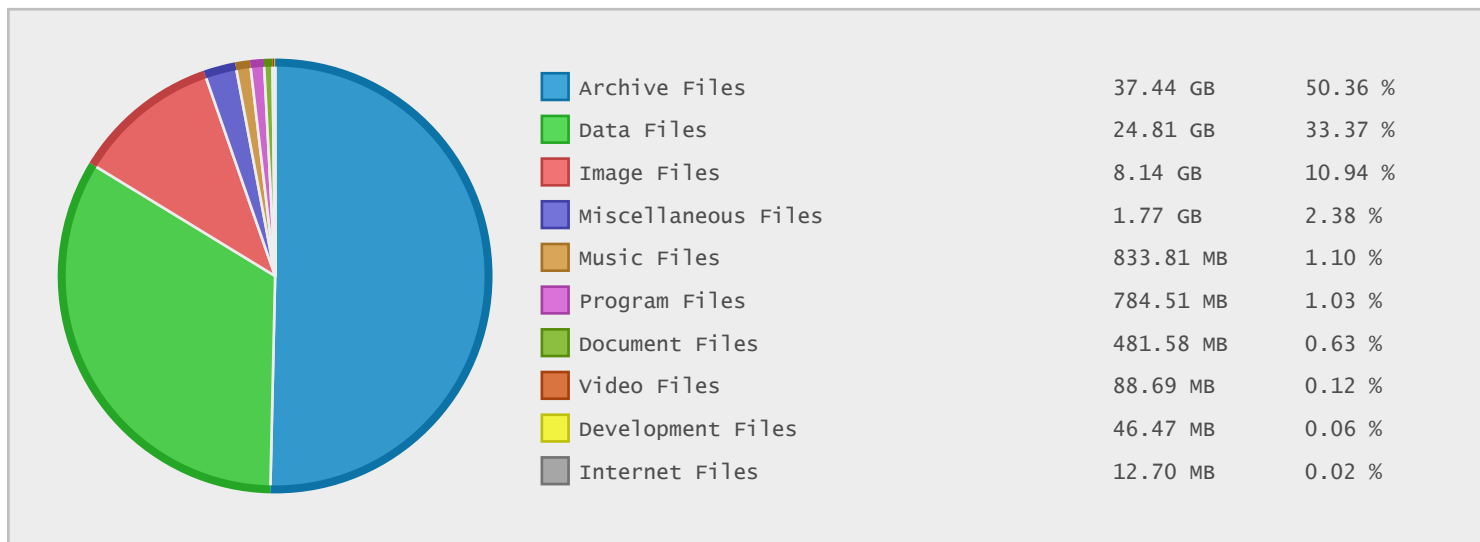 Archive Files 37.44 GB 50.36 %
Data Files 24.81 GB 33.37 %
Image Files 8.14 GB 10.94 %
Miscellaneous Files 1.77 GB 2.38 %
Music Files 833.81 MB 1.10 %
Program Files 784.51 MB 1.03 %
Document Files 481.58 MB 0.63 %
Video Files 88.69 MB 0.12 %
Development Files 46.47 MB 0.06 %
Internet Files 12.70 MB 0.02 %